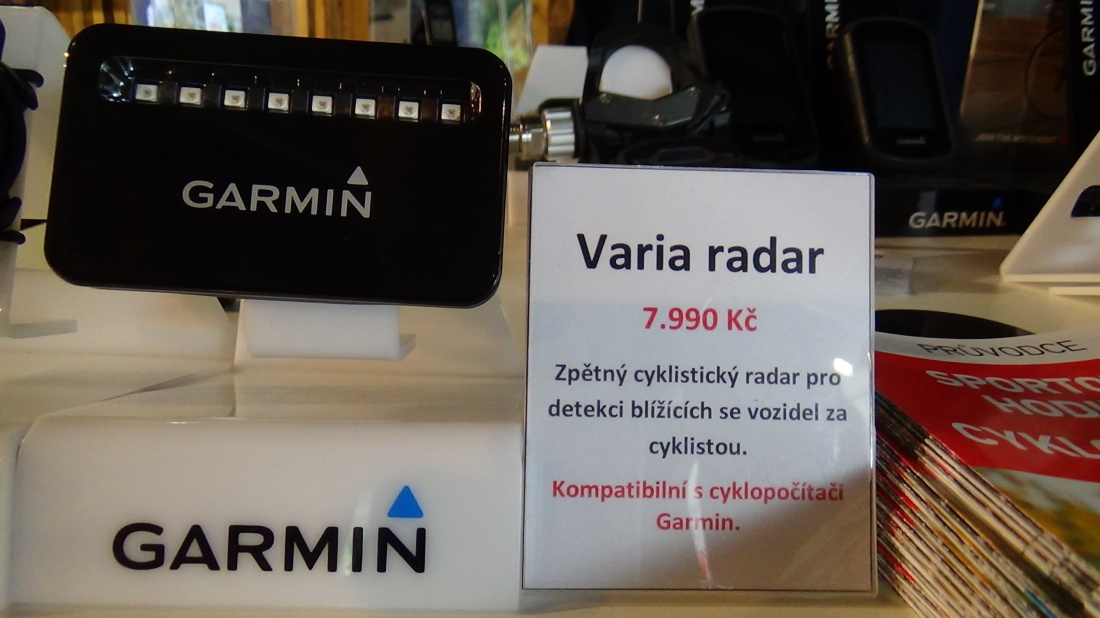 GARMIN
GARMIN
Varia radar
7.990 Kč
Zpětný cyklistický radar pro
detekci blížících se vozidel za
cyklistou.
Kompatibilní s cyklopočítači
Garmin.
GARMIN
PRŮVODCE